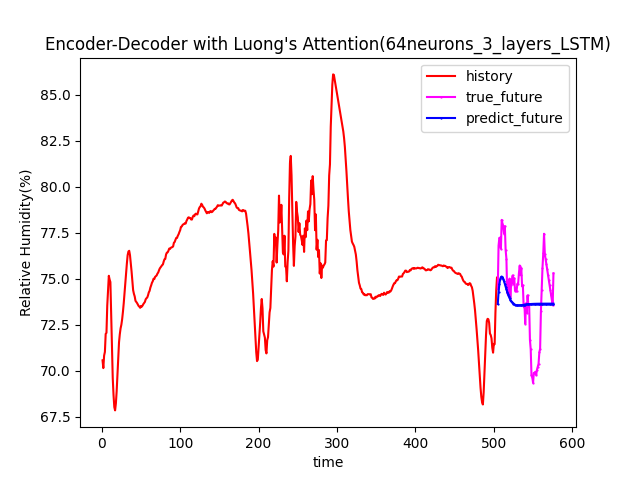 Encoder-Decoder with Luong's Attention(64neurons_3_layers_LSTM)
history
true_future
predict_future
Relative Humidity(%)
85.0
82.5
80.0
77.5
75.0
72.5
70.0
67.5
0 100 200 300 400 500 600
time